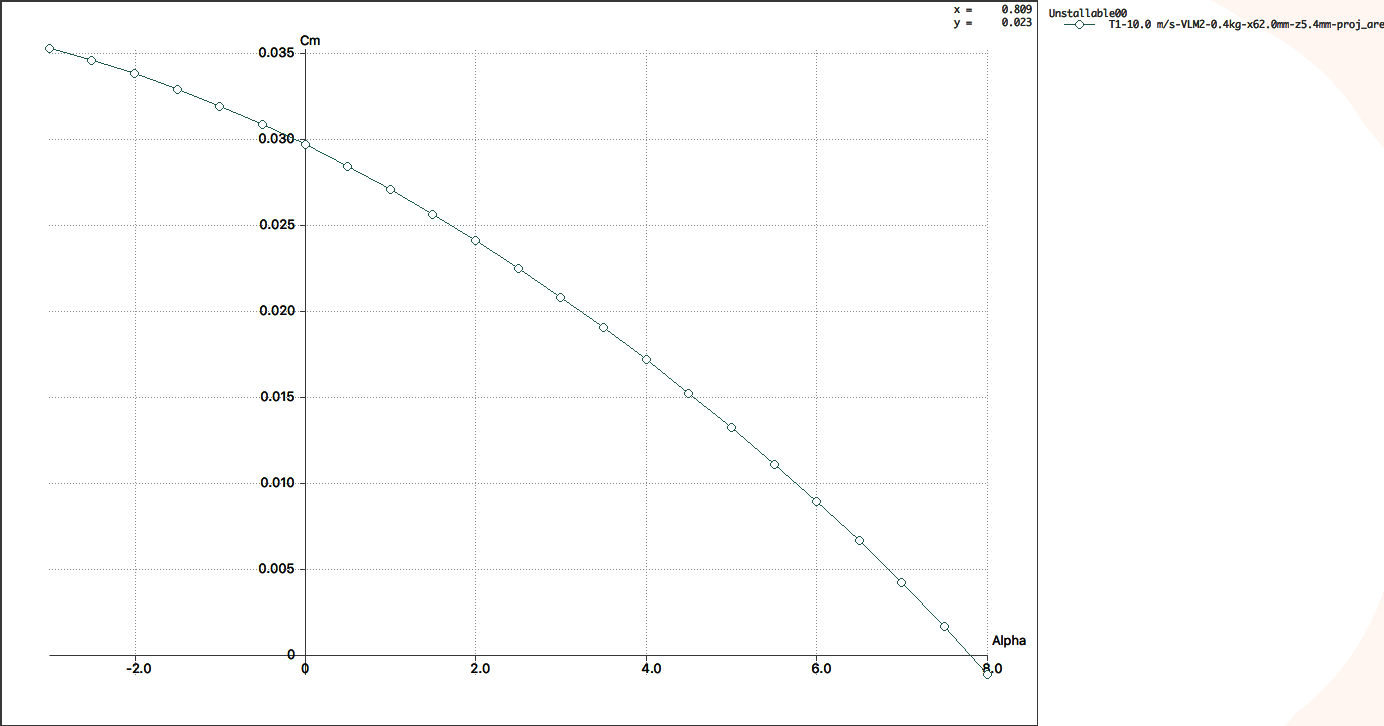 x = 0.809
y = 0.023
Unstallable00
T1-10.0 m/s-VLM2-0.4kg-x62.0mm-z5.4mm-proj_are
Cm
0.035
0.030
0.025
0.020
0.015
0.010
0.005
0
Alpha
-2.0 0 2.0 4.0 6.0 8.0